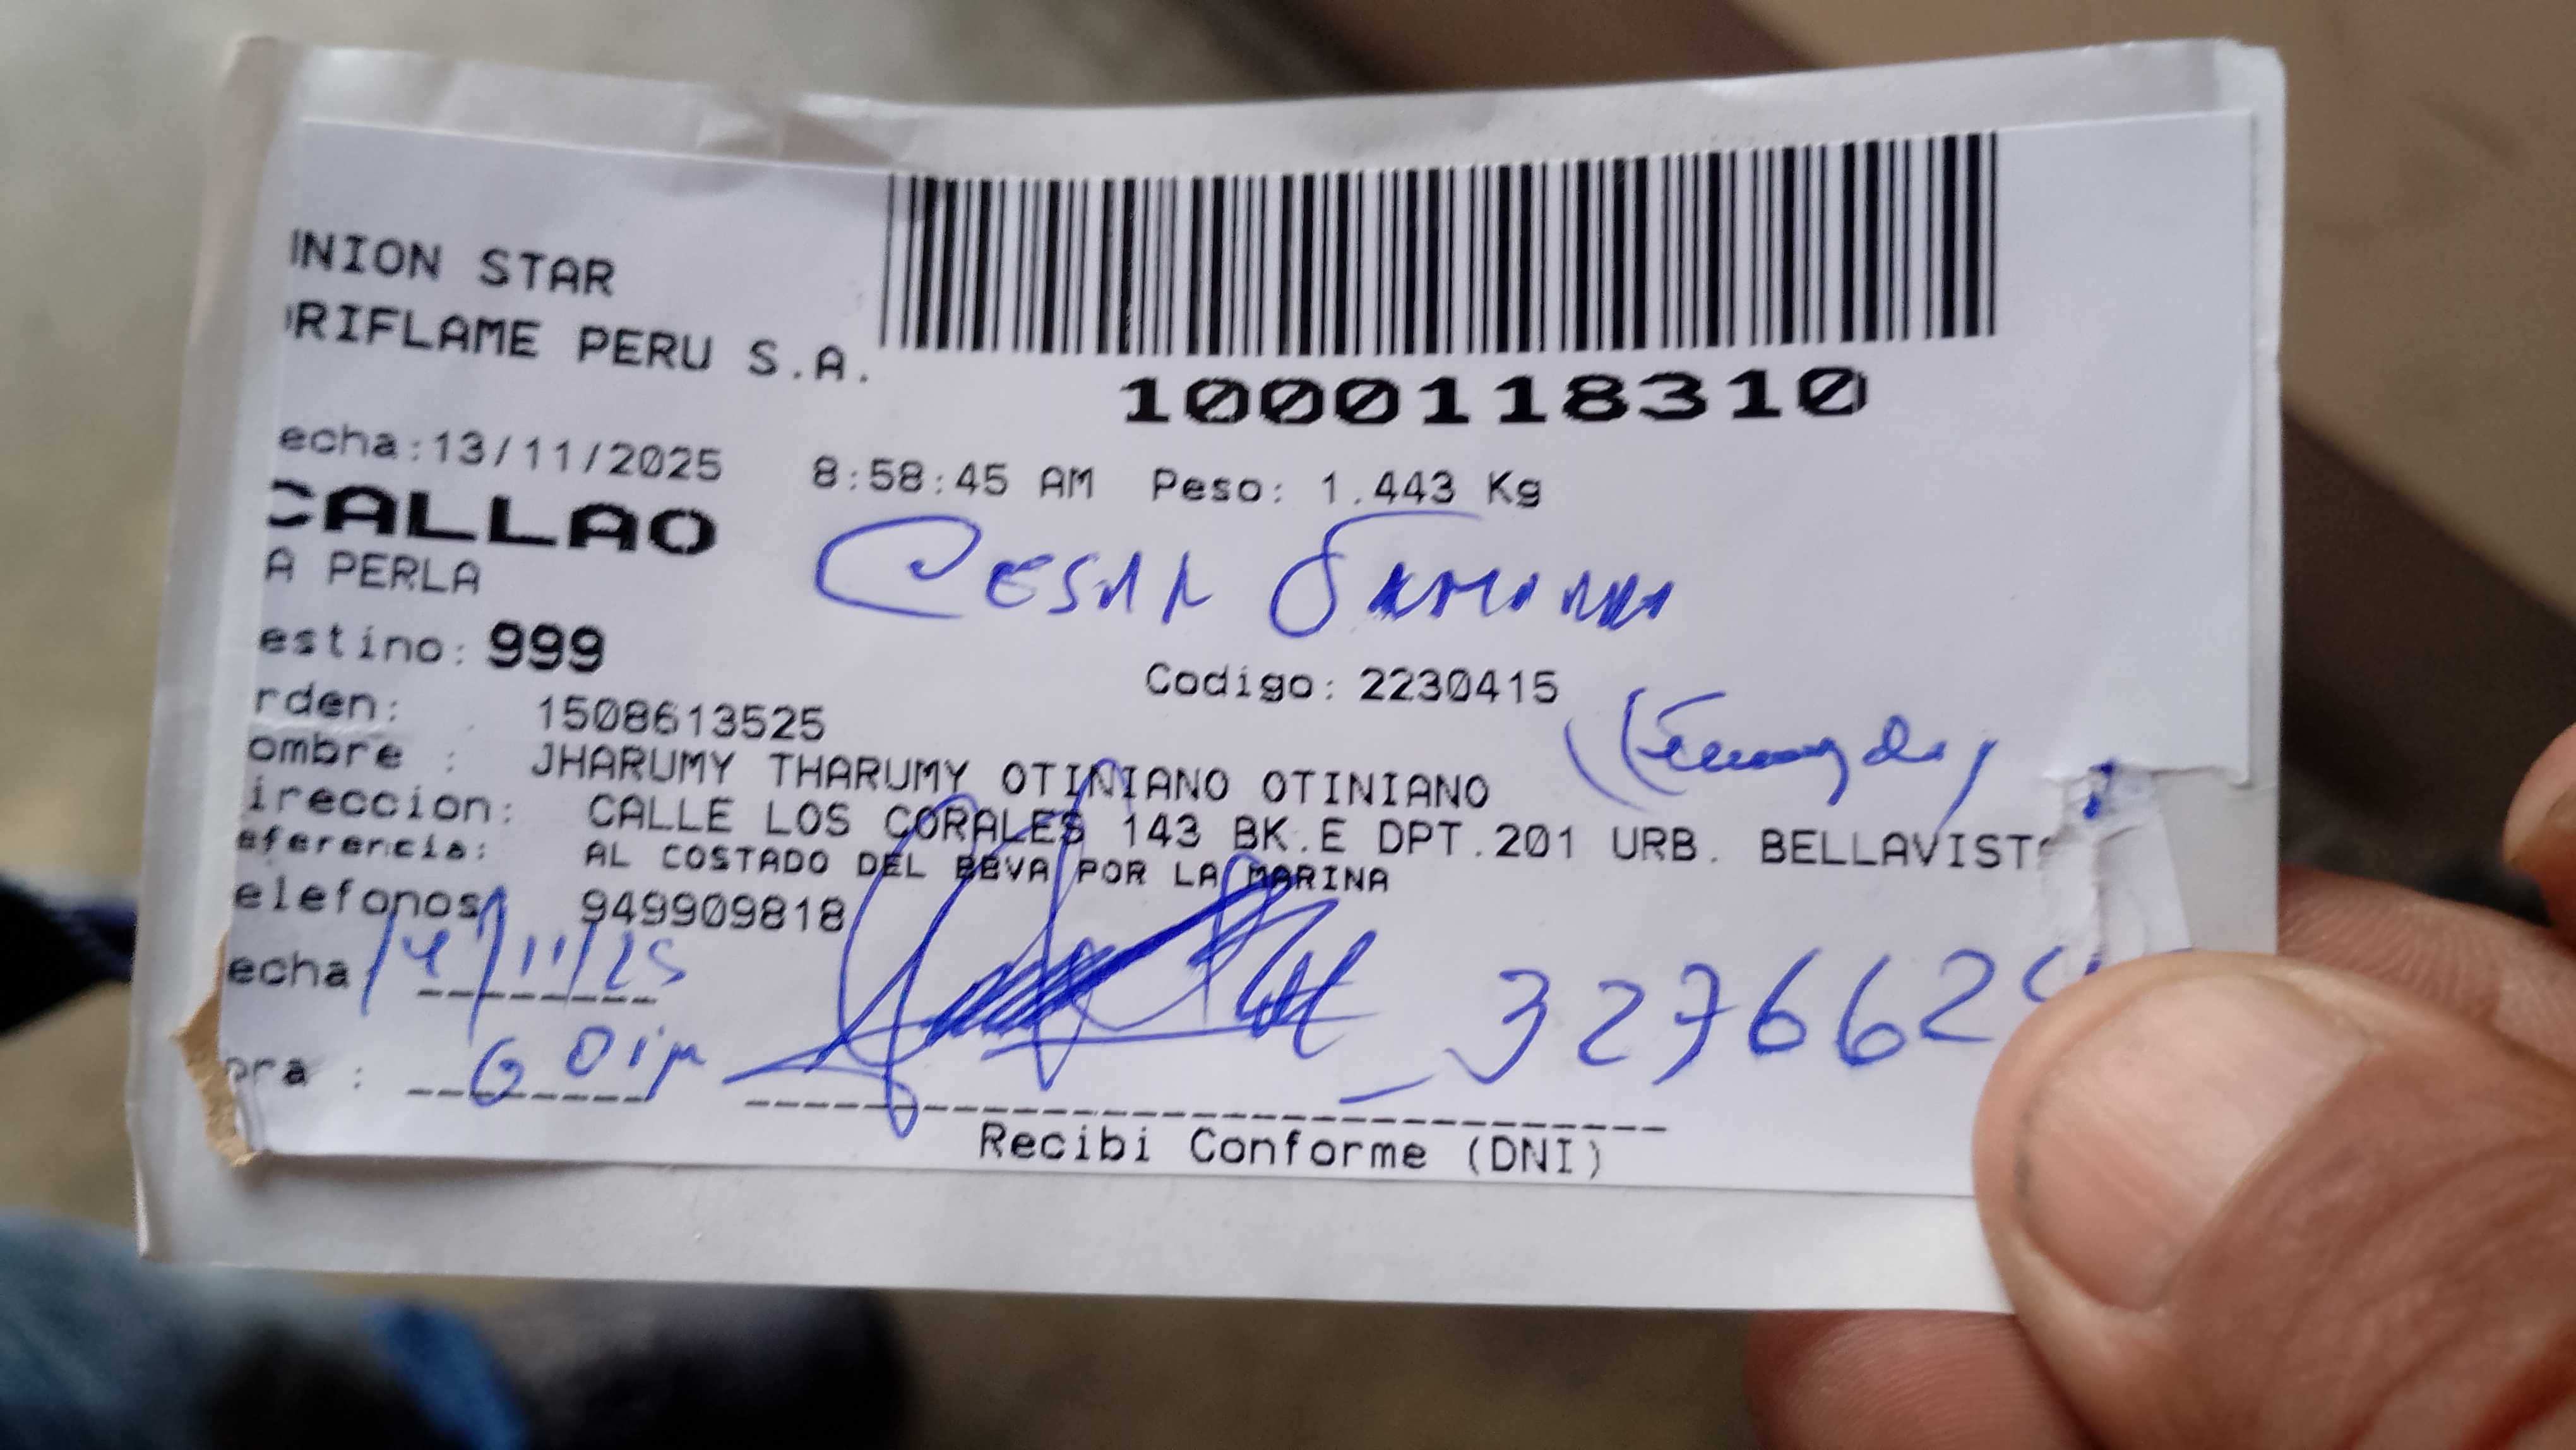 INION STAR
RIFLAME PERU S.A.
1000118310
echa:13/11/2025 8:58:45 AM Peso: 1.443 Kg
CALLAO
A PERLA
CESAR
estino: 999
Codigo: 2230415
rden: 1508613525
ombre : JHARUMY THARUMY OTINIANO OTINIANO
ireccion: CALLE LOS CORALES 143 BK.E DPT.201 URB. BELLAVIST
eferencia: AL COSTADO DEL BBVA POR LA MARINA
elefonos 949909818
echa 14/11/25
3276629
ora :
Recibi Conforme (DNI)